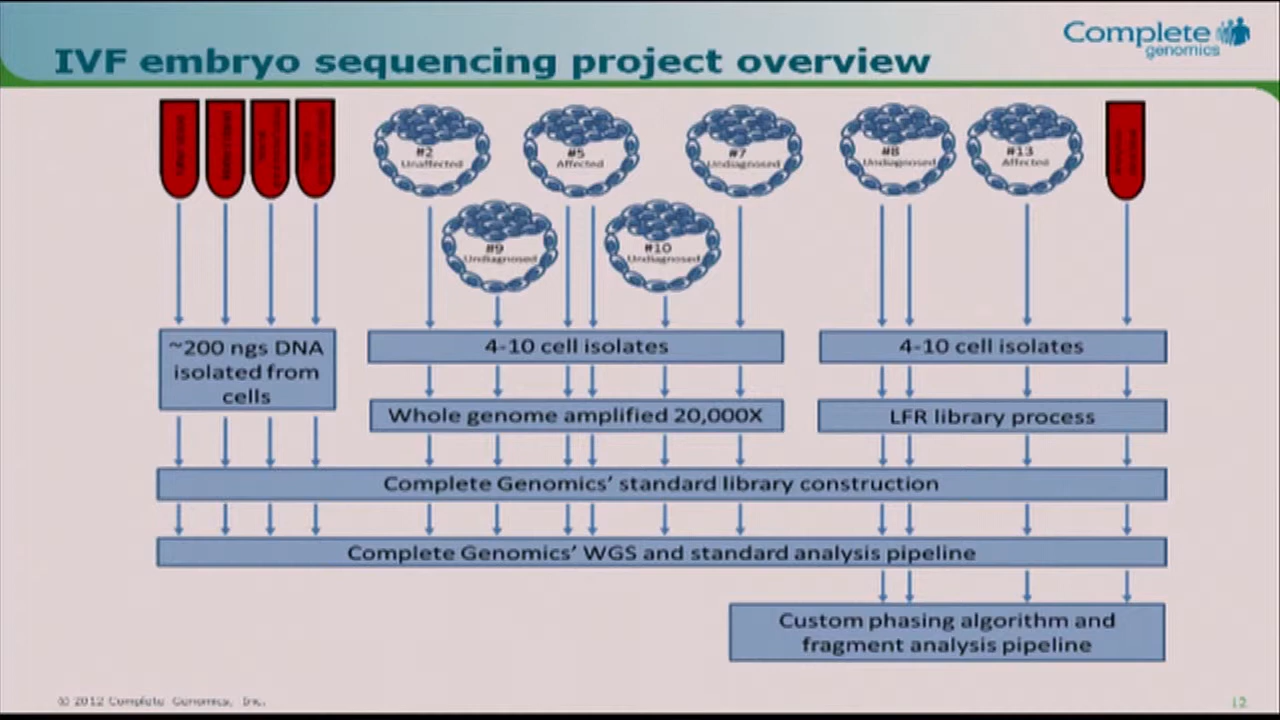 IVF embryo sequencing project overview
Complete
genomics
#2
Unaffected
#5
Affected
#7
Undiagnosed
#8
Undiagnosed
#13
Affected
#9
Undiagnosed
#10
Undiagnosed
~200 ngs DNA
isolated from
cells
4-10 cell isolates
4-10 cell isolates
Whole genome amplified 20,000X
LFR library process
Complete Genomics' standard library construction
Complete Genomics' WGS and standard analysis pipeline
Custom phasing algorithm and
fragment analysis pipeline
© 2012 Complete Genomics, Inc.
12